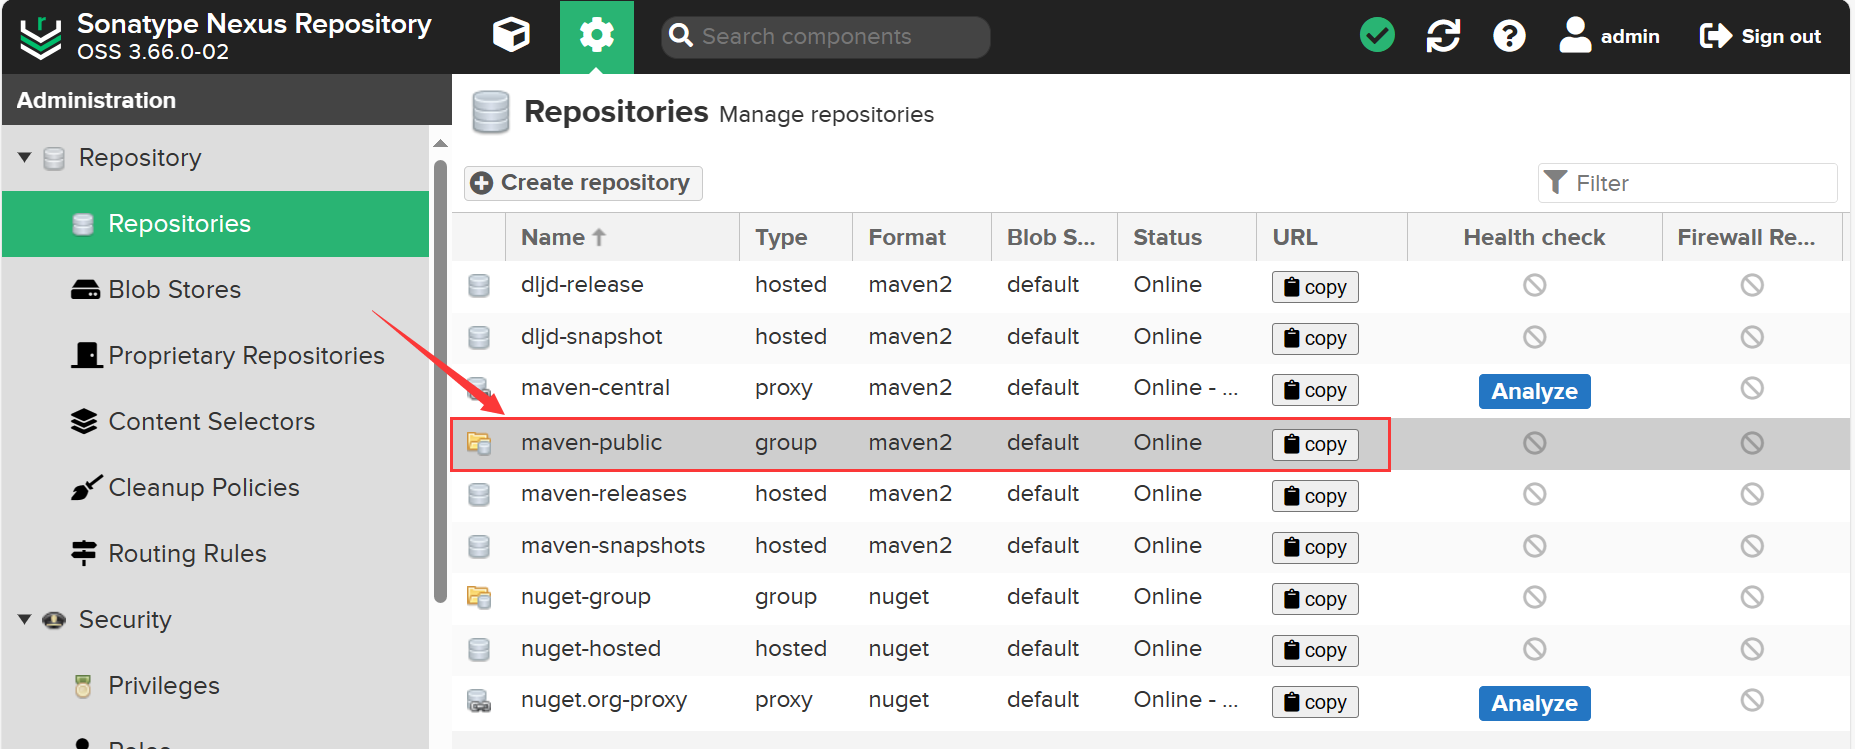 Sonatype Nexus Repository
OSS 3.66.0-02
Search components
admin
Sign out
Administration
Repository
Repositories
Blob Stores
Proprietary Repositories
Content Selectors
Cleanup Policies
Routing Rules
Security
Privileges
Roles
Repositories Manage repositories
Create repository
Filter
Name Type Format Blob S... Status URL Health check Firewall Re...
dljd-release hosted maven2 default Online copy
dljd-snapshot hosted maven2 default Online copy
maven-central proxy maven2 default Online - ... copy Analyze
maven-public group maven2 default Online copy
maven-releases hosted maven2 default Online copy
maven-snapshots hosted maven2 default Online copy
nuget-group group nuget default Online copy
nuget-hosted hosted nuget default Online copy
nuget.org-proxy proxy nuget default Online - ... copy Analyze